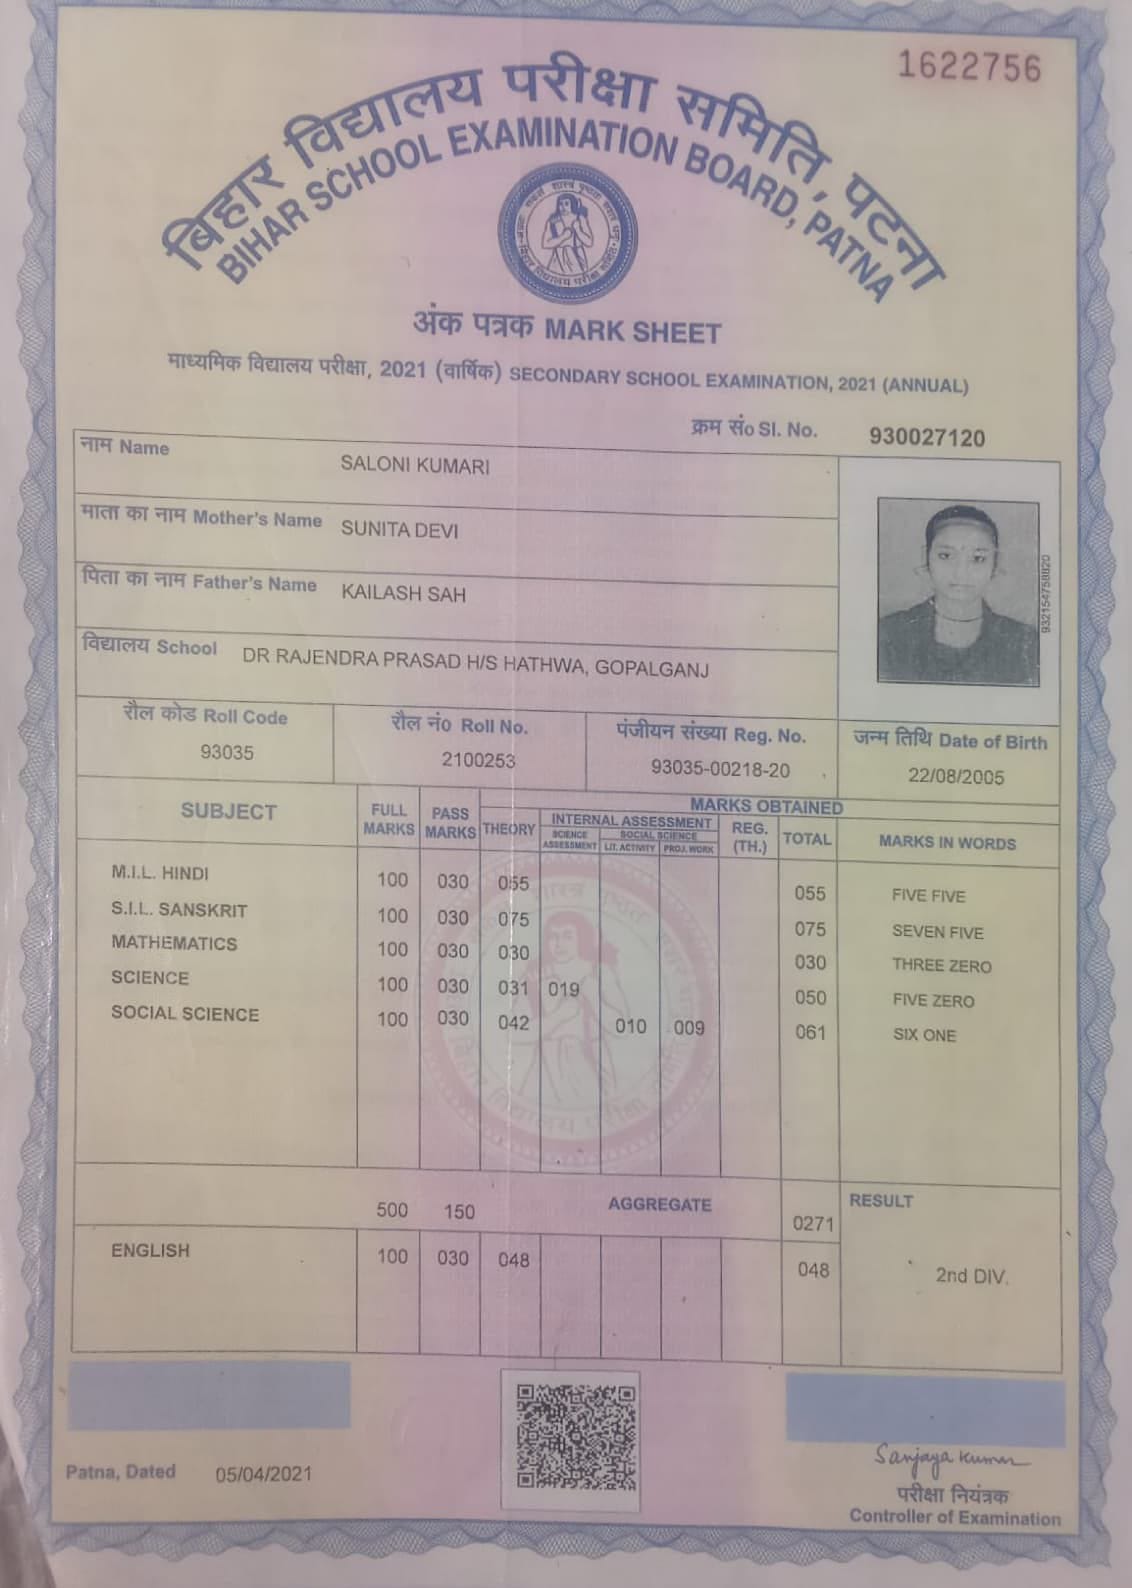 1622756
बिहार विद्यालय परीक्षा समिति, पटना
BIHAR SCHOOL EXAMINATION BOARD, PATNA
अंक पत्रक MARK SHEET
माध्यमिक विद्यालय परीक्षा, 2021 (वार्षिक) SECONDARY SCHOOL EXAMINATION, 2021 (ANNUAL)
क्रम सं० Sl. No. 930027120
नाम Name SALONI KUMARI
माता का नाम Mother's Name SUNITA DEVI
पिता का नाम Father's Name KAILASH SAH
विद्यालय School DR RAJENDRA PRASAD H/S HATHWA, GOPALGANJ
932154758820
रौल कोड Roll Code रौल नं० Roll No. पंजीयन संख्या Reg. No. जन्म तिथि Date of Birth
93035 2100253 93035-00218-20 22/08/2005
SUBJECT FULL MARKS PASS MARKS MARKS OBTAINED
THEORY INTERNAL ASSESSMENT REG. (TH.) TOTAL MARKS IN WORDS
SCIENCE ASSESSMENT SOCIAL SCIENCE LIT. ACTIVITY PROJ. WORK
M.I.L. HINDI 100 030 055 055 FIVE FIVE
S.I.L. SANSKRIT 100 030 075 075 SEVEN FIVE
MATHEMATICS 100 030 030 030 THREE ZERO
SCIENCE 100 030 031 019 050 FIVE ZERO
SOCIAL SCIENCE 100 030 042 010 009 061 SIX ONE
500 150 AGGREGATE 0271 RESULT
ENGLISH 100 030 048 048 2nd DIV.
Patna, Dated 05/04/2021
Sanjaya Kumar
परीक्षा नियंत्रक
Controller of Examination